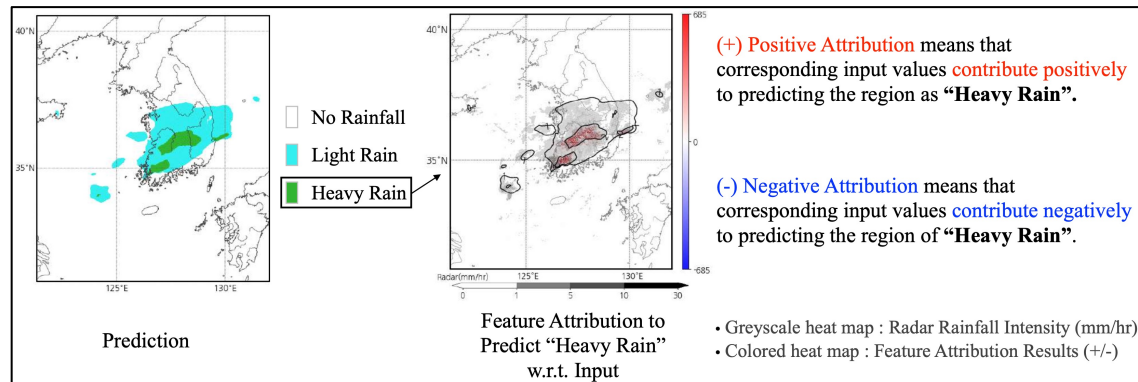 40°N
35°N
125°E
130°E
Prediction
No Rainfall
Light Rain
Heavy Rain
40°N
35°N
125°E
130°E
685
0
-685
Radar(mm/hr)
0
1
5
10
30
Feature Attribution to
Predict “Heavy Rain”
w.r.t. Input
(+) Positive Attribution means that
corresponding input values contribute positively
to predicting the region as “Heavy Rain”.
(-) Negative Attribution means that
corresponding input values contribute negatively
to predicting the region of “Heavy Rain”.
• Greyscale heat map : Radar Rainfall Intensity (mm/hr)
• Colored heat map : Feature Attribution Results (+/-)